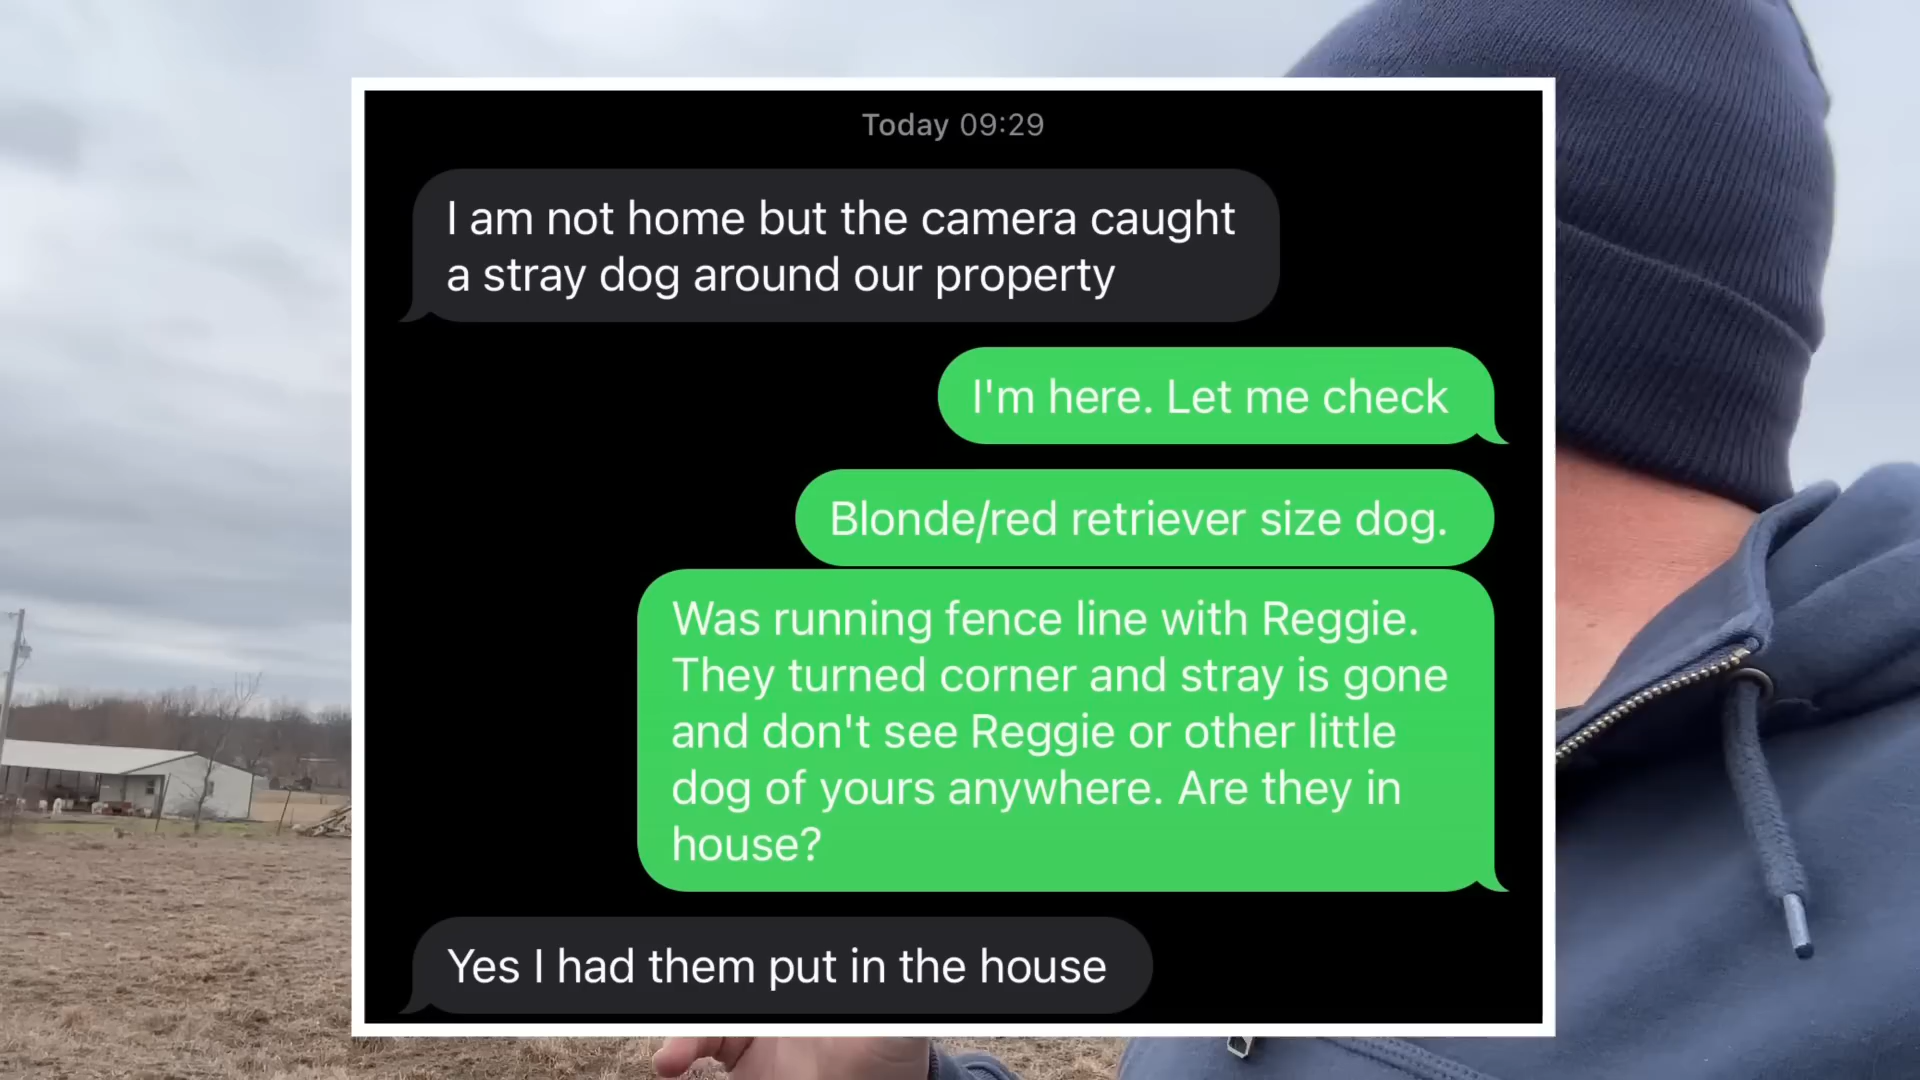 Today 09:29
I am not home but the camera caught
a stray dog around our property
I'm here. Let me check
Blonde/red retriever size dog.
Was running fence line with Reggie.
They turned corner and stray is gone
and don't see Reggie or other little
dog of yours anywhere. Are they in
house?
Yes I had them put in the house